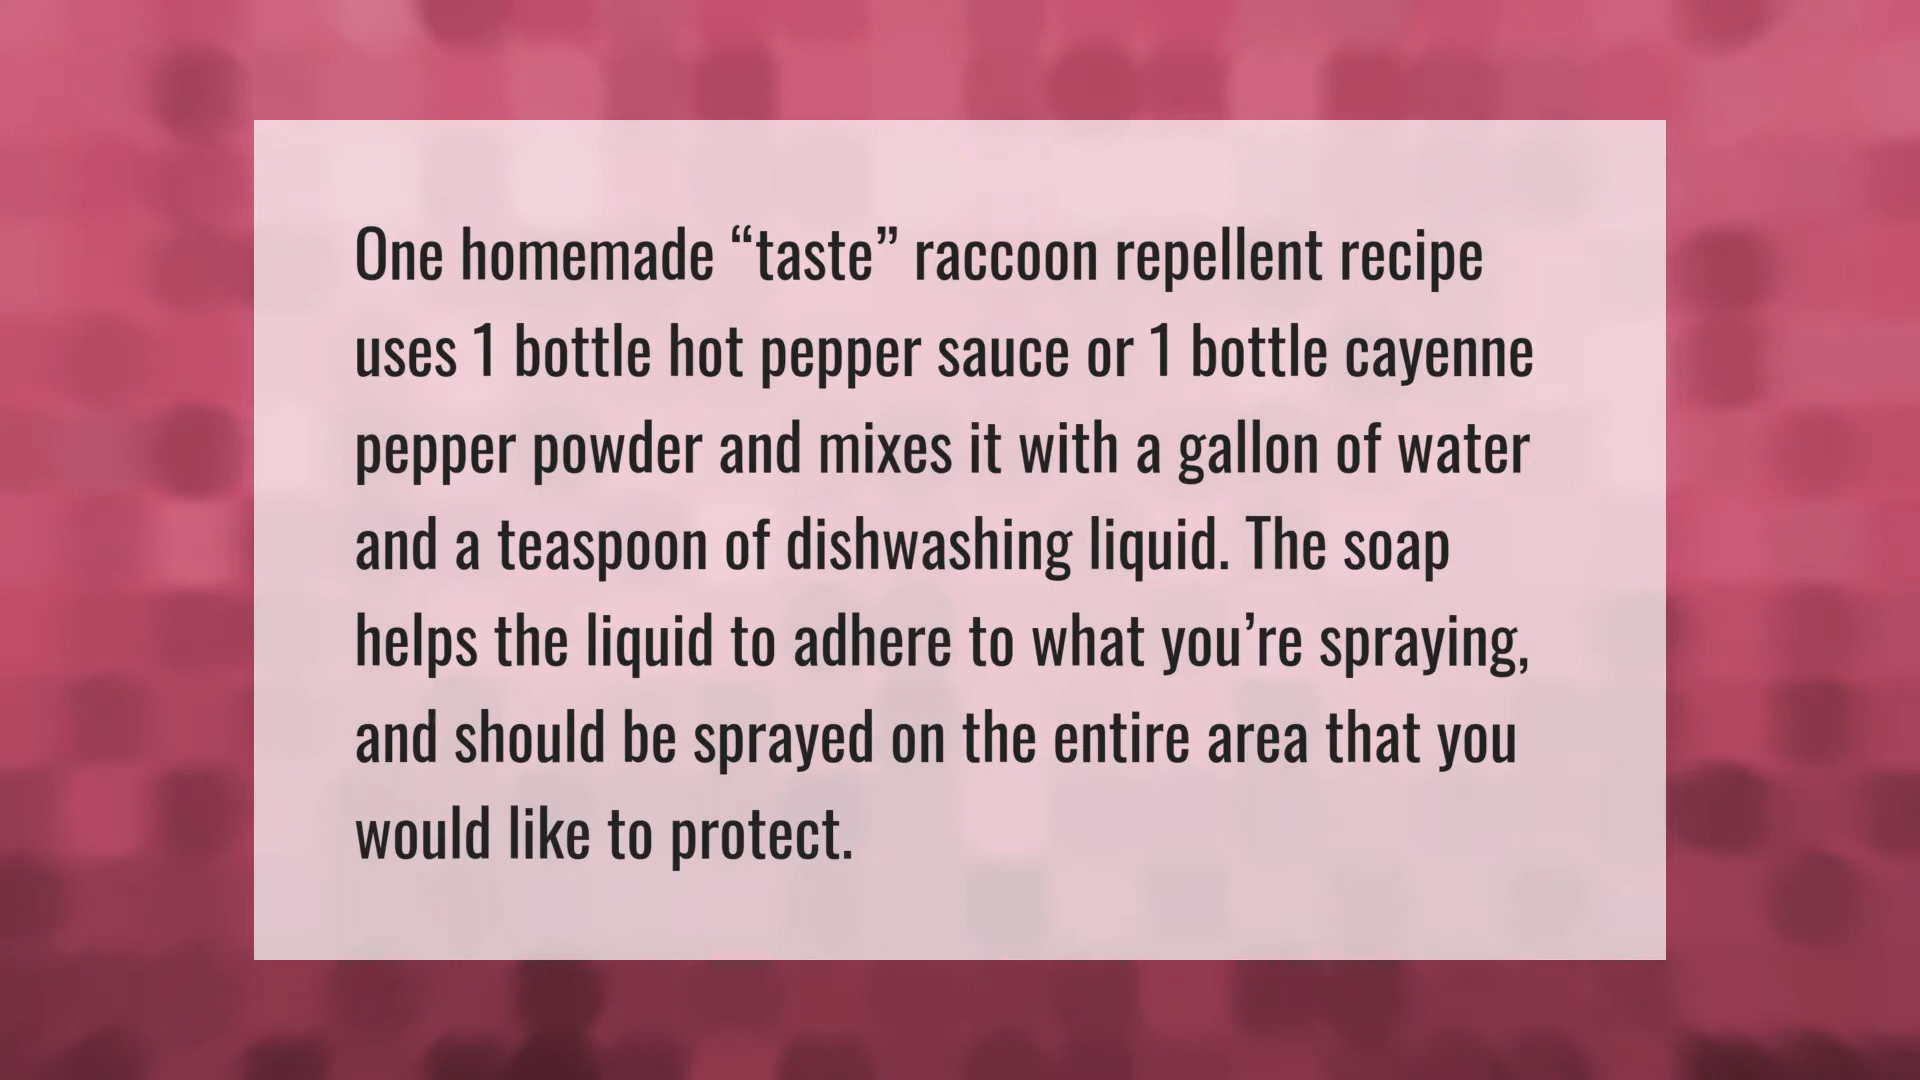 One homemade “taste” raccoon repellent recipe
uses 1 bottle hot pepper sauce or 1 bottle cayenne
pepper powder and mixes it with a gallon of water
and a teaspoon of dishwashing liquid. The soap
helps the liquid to adhere to what you’re spraying,
and should be sprayed on the entire area that you
would like to protect.